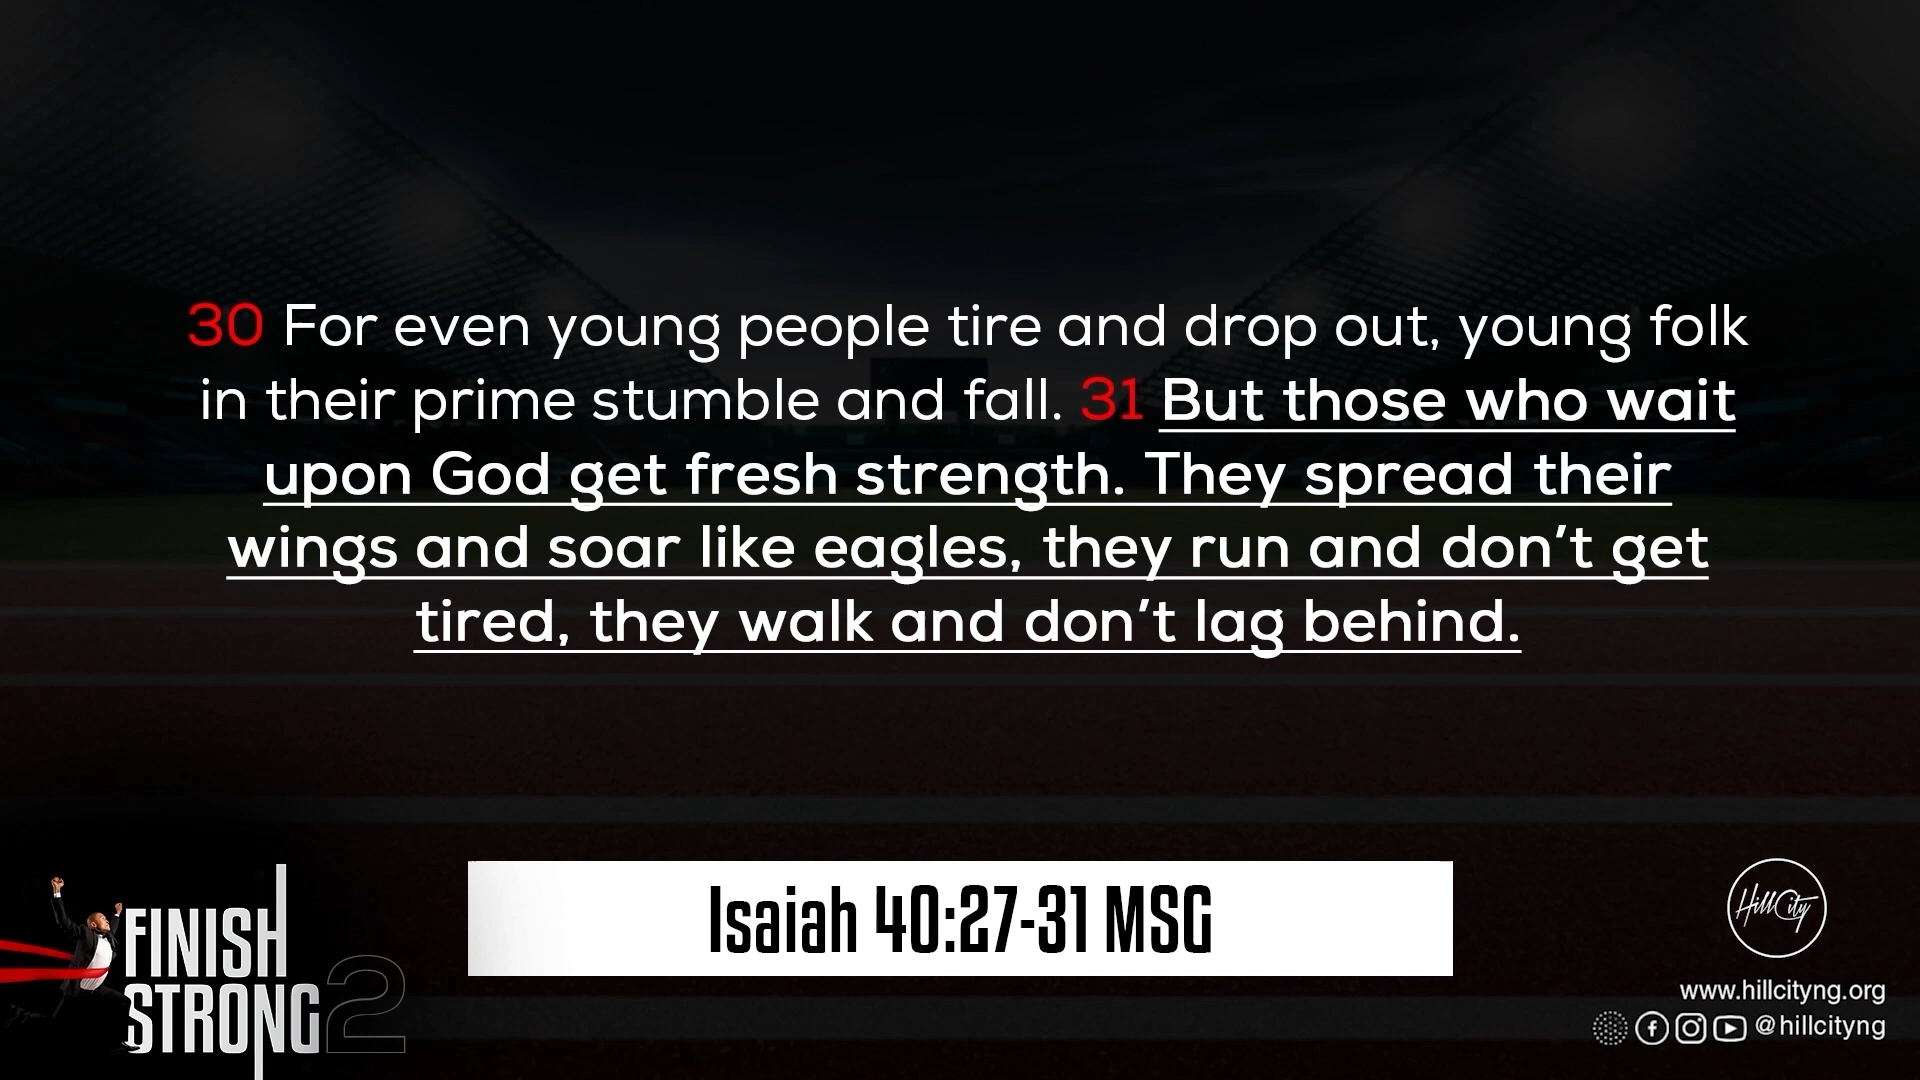 30 For even young people tire and drop out, young folk
in their prime stumble and fall. 31 But those who wait
upon God get fresh strength. They spread their
wings and soar like eagles, they run and don’t get
tired, they walk and don’t lag behind.
FINISH
STRONG 2
Isaiah 40:27-31 MSG
HillCity
www.hillcityng.org
@hillcityng